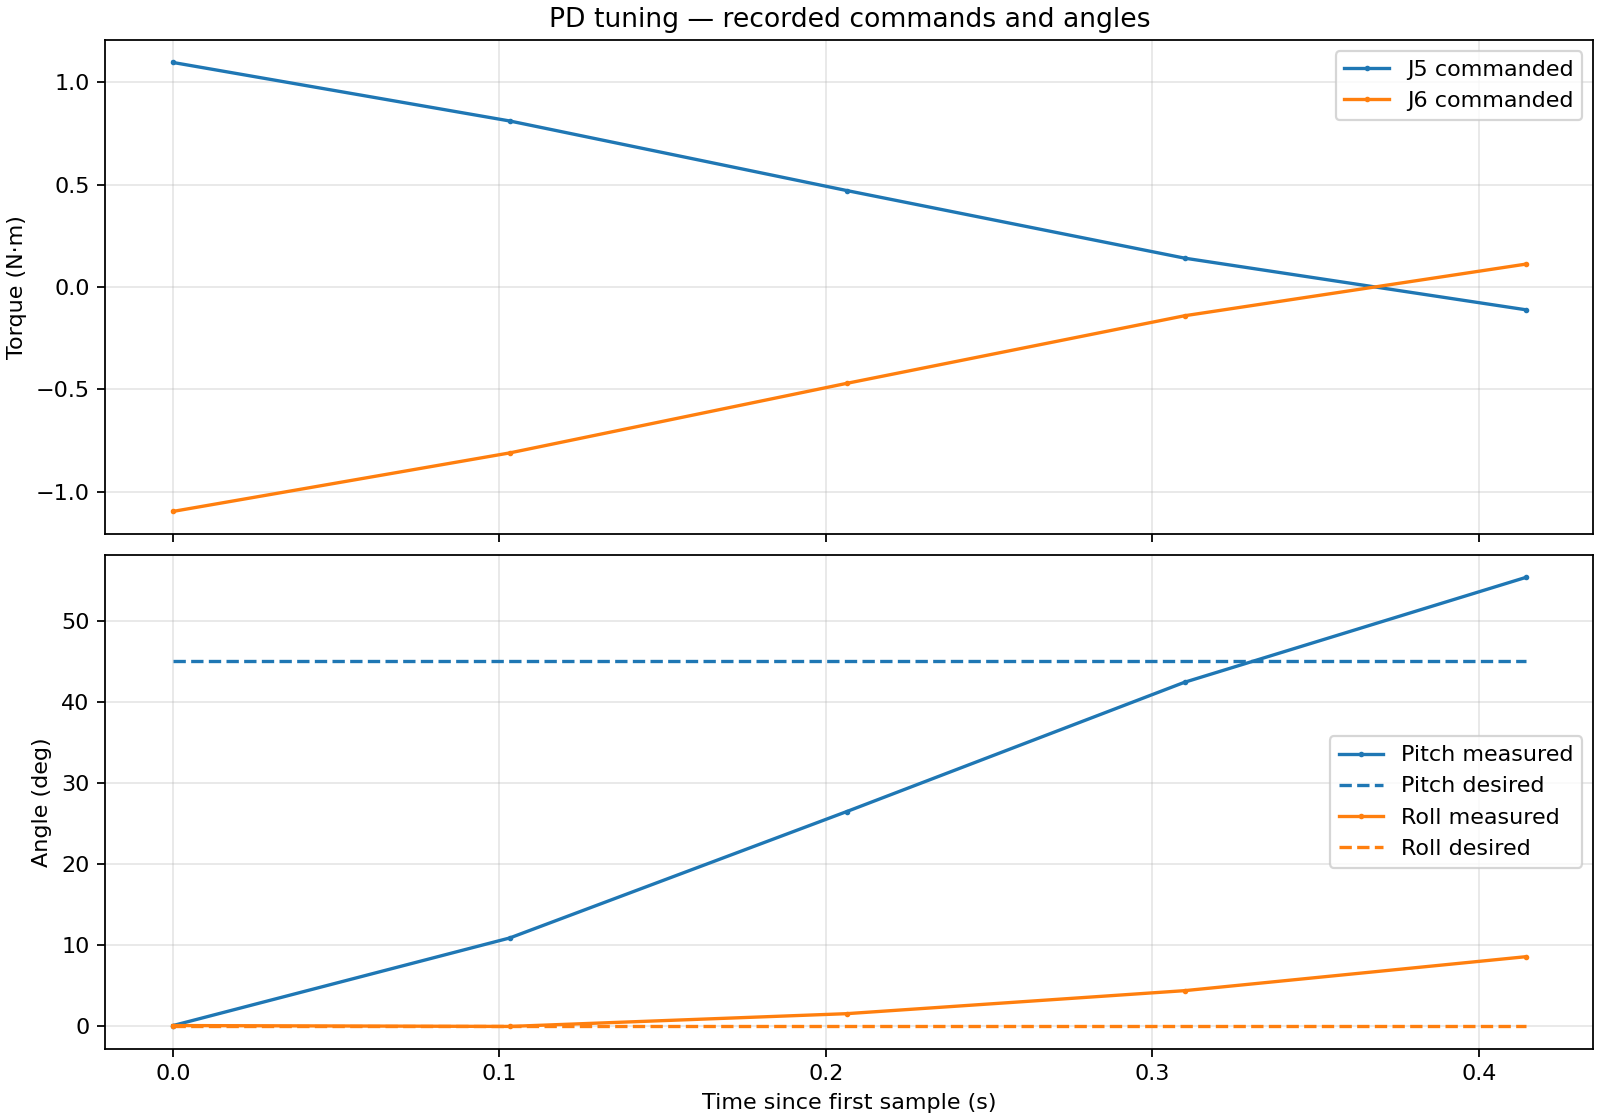 PD tuning — recorded commands and angles
J5 commanded
J6 commanded
1.0
0.5
0.0
−0.5
−1.0
Torque (N·m)
50
40
30
20
10
0
Angle (deg)
Pitch measured
Pitch desired
Roll measured
Roll desired
0.0 0.1 0.2 0.3 0.4
Time since first sample (s)